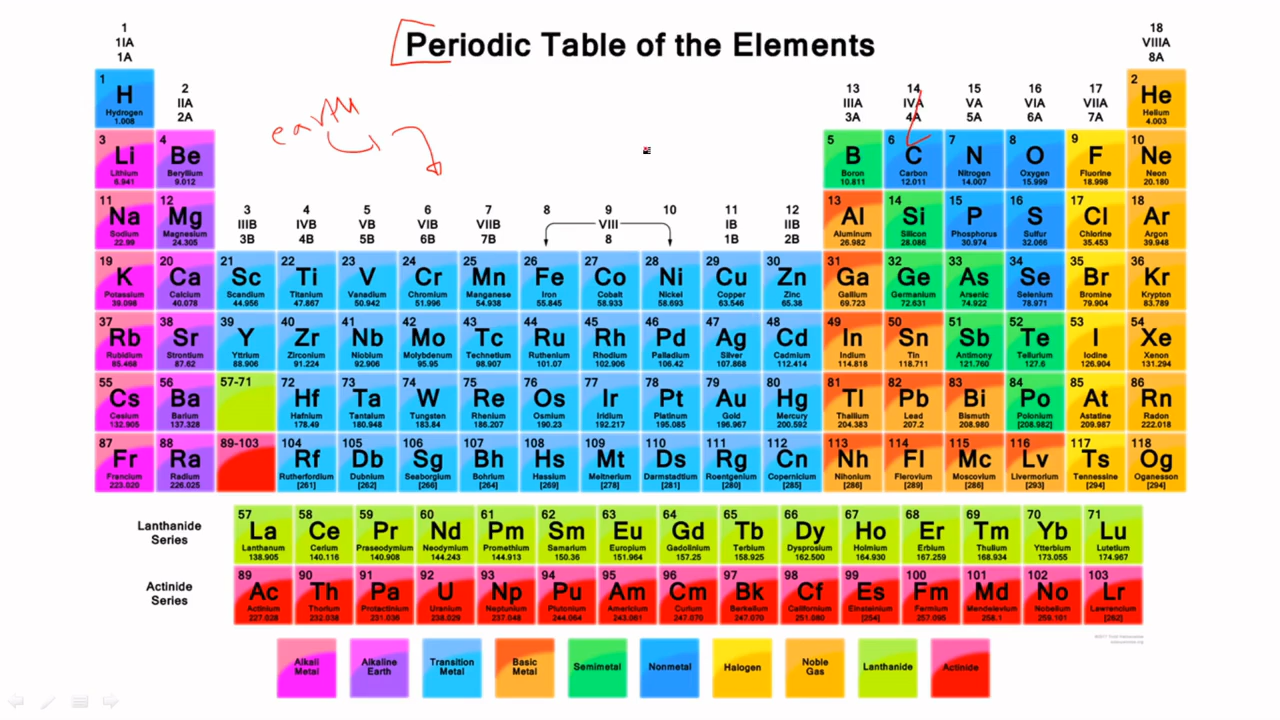 Periodic Table of the Elements
earth
1 18
1IA VIIIA
1A 8A
1 2 13 14 15 16 17 2
H IIA IIIA IVA VA VIA VIIA He
Hydrogen 2A 3A 4A 5A 6A 7A Helium
1.008 4.003
3 4 5 6 7 8 9 10
Li Be B C N O F Ne
Lithium Beryllium Boron Carbon Nitrogen Oxygen Fluorine Neon
6.941 9.012 10.811 12.011 14.007 15.999 18.998 20.180
11 12 3 4 5 6 7 8 9 10 11 12 13 14 15 16 17 18
Na Mg IIIB IVB VB VIB VIIB VIII IB IIB Al Si P S Cl Ar
Sodium Magnesium 3B 4B 5B 6B 7B 8 1B 2B Aluminum Silicon Phosphorus Sulfur Chlorine Argon
22.99 24.305 26.982 28.086 30.974 32.066 35.453 39.948
19 20 21 22 23 24 25 26 27 28 29 30 31 32 33 34 35 36
K Ca Sc Ti V Cr Mn Fe Co Ni Cu Zn Ga Ge As Se Br Kr
Potassium Calcium Scandium Titanium Vanadium Chromium Manganese Iron Cobalt Nickel Copper Zinc Gallium Germanium Arsenic Selenium Bromine Krypton
39.098 40.078 44.956 47.867 50.942 51.996 54.938 55.845 58.933 58.693 63.546 65.38 69.723 72.631 74.922 78.971 79.904 83.789
37 38 39 40 41 42 43 44 45 46 47 48 49 50 51 52 53 54
Rb Sr Y Zr Nb Mo Tc Ru Rh Pd Ag Cd In Sn Sb Te I Xe
Rubidium Strontium Yttrium Zirconium Niobium Molybdenum Technetium Ruthenium Rhodium Palladium Silver Cadmium Indium Tin Antimony Tellurium Iodine Xenon
85.468 87.62 88.906 91.224 92.906 95.95 98.907 101.07 102.906 106.42 107.868 112.414 114.818 118.711 121.760 127.6 126.904 131.294
55 56 57-71 72 73 74 75 76 77 78 79 80 81 82 83 84 85 86
Cs Ba Hf Ta W Re Os Ir Pt Au Hg Tl Pb Bi Po At Rn
Cesium Barium Hafnium Tantalum Tungsten Rhenium Osmium Iridium Platinum Gold Mercury Thallium Lead Bismuth Polonium Astatine Radon
132.905 137.328 178.49 180.948 183.84 186.207 190.23 192.217 195.085 196.967 200.592 204.383 207.2 208.980 [208.982] 209.987 222.018
87 88 89-103 104 105 106 107 108 109 110 111 112 113 114 115 116 117 118
Fr Ra Rf Db Sg Bh Hs Mt Ds Rg Cn Nh Fl Mc Lv Ts Og
Francium Radium Rutherfordium Dubnium Seaborgium Bohrium Hassium Meitnerium Darmstadtium Roentgenium Copernicium Nihonium Flerovium Moscovium Livermorium Tennessine Oganesson
223.020 226.025 [261] [262] [266] [264] [269] [278] [281] [280] [285] [286] [289] [286] [293] [294] [294]
Lanthanide
Series
57 58 59 60 61 62 63 64 65 66 67 68 69 70 71
La Ce Pr Nd Pm Sm Eu Gd Tb Dy Ho Er Tm Yb Lu
Lanthanum Cerium Praseodymium Neodymium Promethium Samarium Europium Gadolinium Terbium Dysprosium Holmium Erbium Thulium Ytterbium Lutetium
138.905 140.116 140.908 144.243 144.913 150.36 151.964 157.25 158.925 162.500 164.930 167.259 168.934 173.055 174.967
Actinide
Series
89 90 91 92 93 94 95 96 97 98 99 100 101 102 103
Ac Th Pa U Np Pu Am Cm Bk Cf Es Fm Md No Lr
Actinium Thorium Protactinium Uranium Neptunium Plutonium Americium Curium Berkelium Californium Einsteinium Fermium Mendelevium Nobelium Lawrencium
227.028 232.038 231.036 238.029 237.048 244.064 243.061 247.070 247.070 251.080 [254] 257.095 258.1 259.101 [262]
Alkali Metal
Alkaline Earth
Transition Metal
Basic Metal
Semimetal
Nonmetal
Halogen
Noble Gas
Lanthanide
Actinide